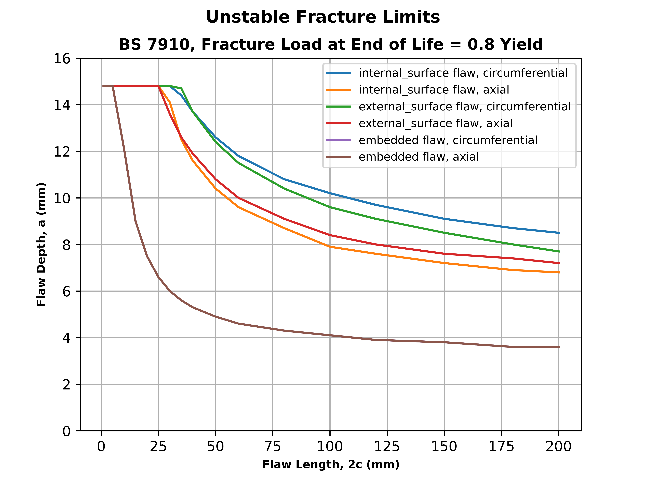 Unstable Fracture Limits
BS 7910, Fracture Load at End of Life = 0.8 Yield
16
14
12
10
8
6
4
2
0
Flaw Depth, a (mm)
internal_surface flaw, circumferential
internal_surface flaw, axial
external_surface flaw, circumferential
external_surface flaw, axial
embedded flaw, circumferential
embedded flaw, axial
0 25 50 75 100 125 150 175 200
Flaw Length, 2c (mm)